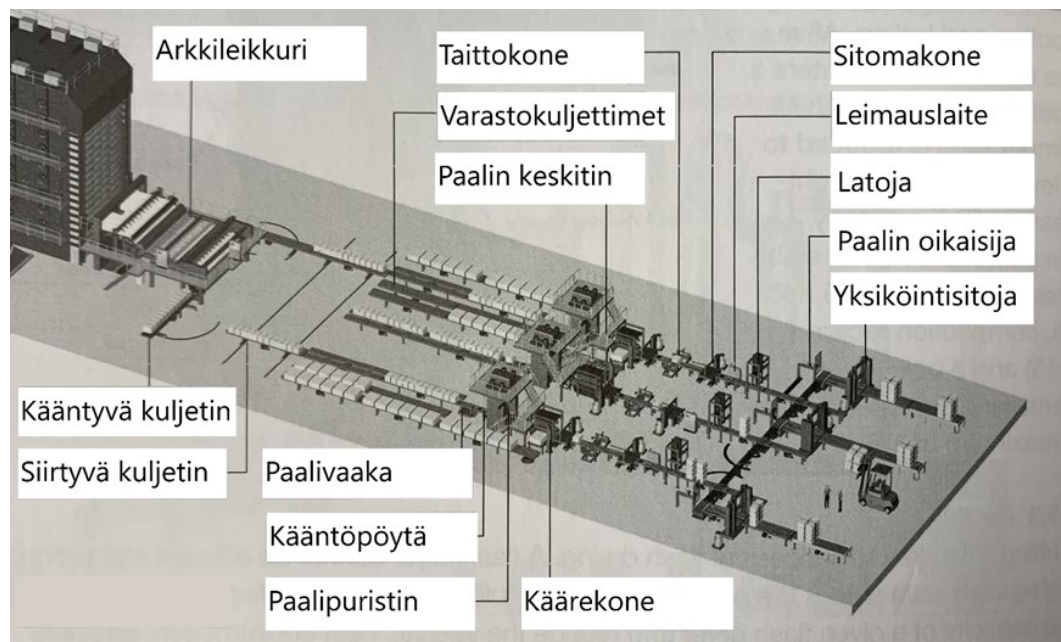 Arkkileikkuri
Taittokone
Sitomakone
Varastokuljettimet
Leimauslaite
Paalin keskitin
Latoja
Paalin oikaisija
Yksiköintisitoja
Kääntyvä kuljetin
Siirtyvä kuljetin
Paalivaaka
Kääntöpöytä
Paalipuristin
Käärekone